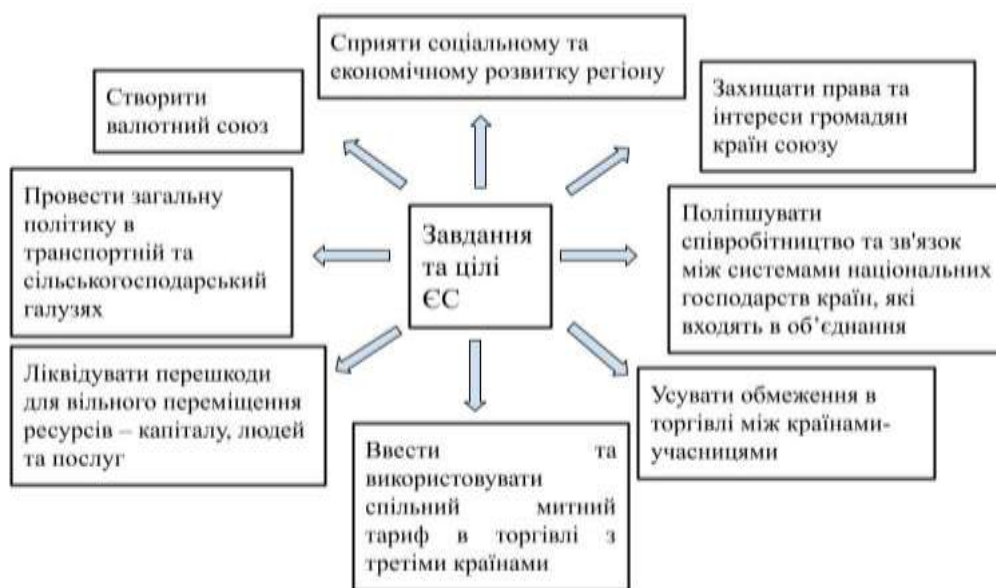 Сприяти соціальному та
економічному розвитку регіону
Створити
валютний союз
Захищати права та
інтереси громадян
країн союзу
Провести загальну
політику в
транспортній та
сільськогосподарський
галузях
Завдання
та цілі
ЄС
Поліпшувати
співробітництво та зв'язок
між системами національних
господарств країн, які
входять в об’єднання
Ліквідувати перешкоди
для вільного переміщення
ресурсів – капіталу, людей
та послуг
Ввести та
використовувати
спільний митний
тариф в торгівлі з
третіми країнами
Усувати обмеження в
торгівлі між країнами-
учасницями